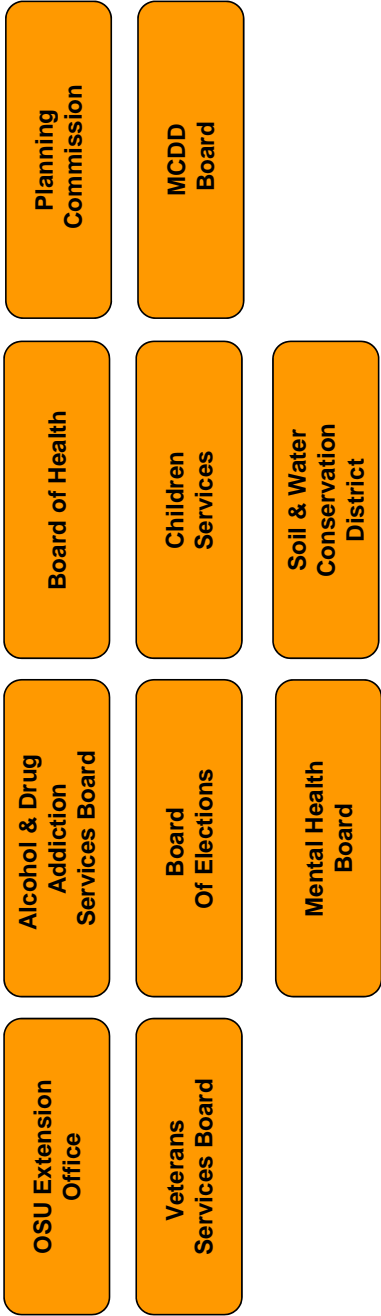 OSU Extension
Office
Alcohol & Drug
Addiction
Services Board
Board of Health
Planning
Commission
Veterans
Services Board
Board
Of Elections
Children
Services
MCDD
Board
Mental Health
Board
Soil & Water
Conservation
District